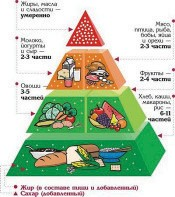 Жиры, масла
и сладости –
умеренно
Мясо,
птица, рыба,
бобы, яйца
и орехи –
2-3 части
Молоко,
йогурты
и сыр –
2-3 части
Фрукты –
2-4 части
Овощи –
3-5
частей
Хлеб, каши,
макароны,
рис –
6-11
частей
Жир (в составе пищи и добавленный)
Сахар (добавленный)